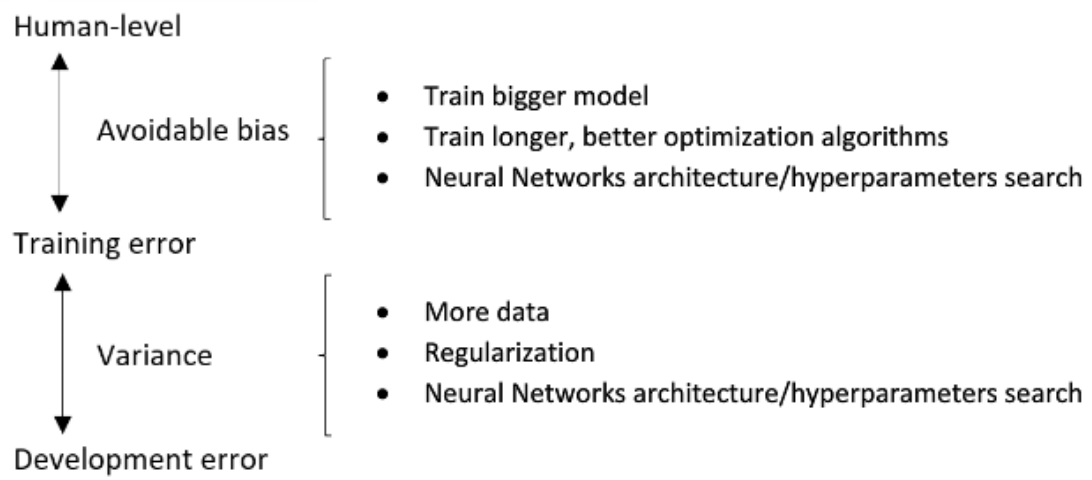 Human-level
Avoidable bias
• Train bigger model
• Train longer, better optimization algorithms
• Neural Networks architecture/hyperparameters search
Training error
Variance
• More data
• Regularization
• Neural Networks architecture/hyperparameters search
Development error